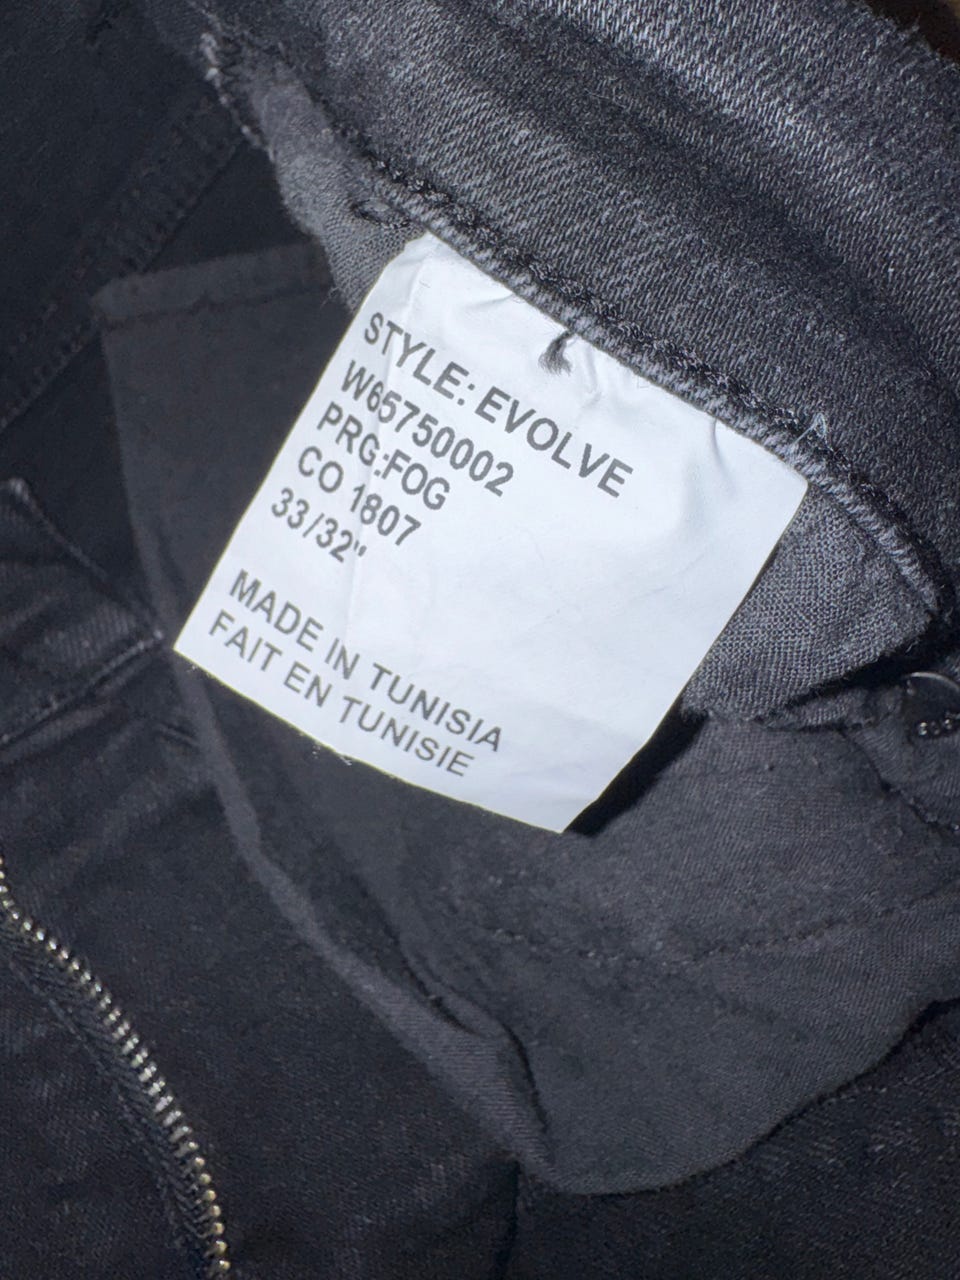 STYLE: EVOLVE
W65750002
PRG:FOG
CO 1807
33/32"
MADE IN TUNISIA
FAIT EN TUNISIE